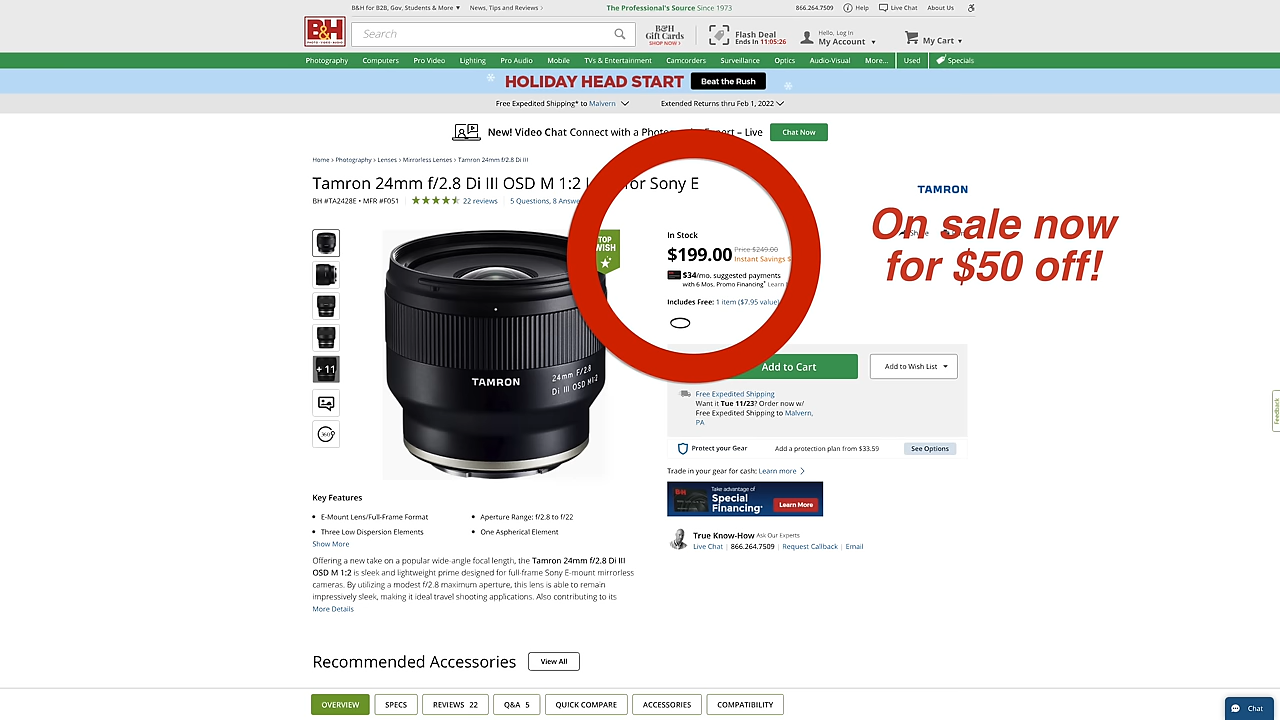 B&H for B2B, Gov, Students & More ▾ News, Tips and Reviews ›
The Professional's Source Since 1973
866.264.7509 Help Live Chat About Us
B&H
PHOTO · VIDEO · AUDIO
Search
B&H
Gift Cards
SHOP NOW ›
Flash Deal
Ends In 11:05:26
Hello, Log In
My Account ▾
My Cart ▾
Photography Computers Pro Video Lighting Pro Audio Mobile TVs & Entertainment Camcorders Surveillance Optics Audio-Visual More... Used Specials
HOLIDAY HEAD START Beat the Rush
Free Expedited Shipping* to Malvern Extended Returns thru Feb 1, 2022
New! Video Chat Connect with a – Live Chat Now
Home › Photography › Lenses › Mirrorless Lenses › Tamron 24mm f/2.8 Di III
Tamron 24mm f/2.8 Di III OSD M 1:2 for Sony E
BH #TA2428E • MFR #F051 22 reviews 5 Questions, 8 Answe
TAMRON
On sale now
for $50 off!
TOP
WISH
In Stock
$199.00 Price $249.00
Instant Savings
$34/mo. suggested payments
with 6 Mos. Promo Financing* Learn
Includes Free: 1 item ($7.95 value)
+ 11
360°
TAMRON
24mm F/2.8
Di III OSD M1:2
Add to Cart
Add to Wish List ▾
Free Expedited Shipping
Want it Tue 11/23? Order now w/
Free Expedited Shipping to Malvern,
PA
Protect your Gear Add a protection plan from $33.59 See Options
Trade in your gear for cash: Learn more
B&H
Take advantage of
Special
Financing*
Learn More
True Know-How Ask Our Experts
Live Chat | 866.264.7509 | Request Callback | Email
Key Features
• E-Mount Lens/Full-Frame Format
• Aperture Range: f/2.8 to f/22
• Three Low Dispersion Elements
• One Aspherical Element
Show More
Offering a new take on a popular wide-angle focal length, the Tamron 24mm f/2.8 Di III
OSD M 1:2 is sleek and lightweight prime designed for full-frame Sony E-mount mirrorless
cameras. By utilizing a modest f/2.8 maximum aperture, this lens is able to remain
impressively sleek, making it ideal travel shooting applications. Also contributing to its
More Details
Feedback
Recommended Accessories View All
OVERVIEW SPECS REVIEWS 22 Q&A 5 QUICK COMPARE ACCESSORIES COMPATIBILITY
Chat